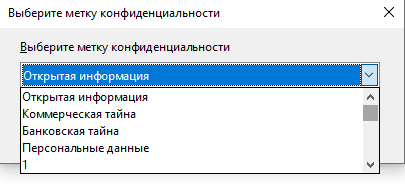 Выберите метку конфиденциальности
Выберите метку конфиденциальности
Открытая информация
Открытая информация
Коммерческая тайна
Банковская тайна
Персональные данные
1